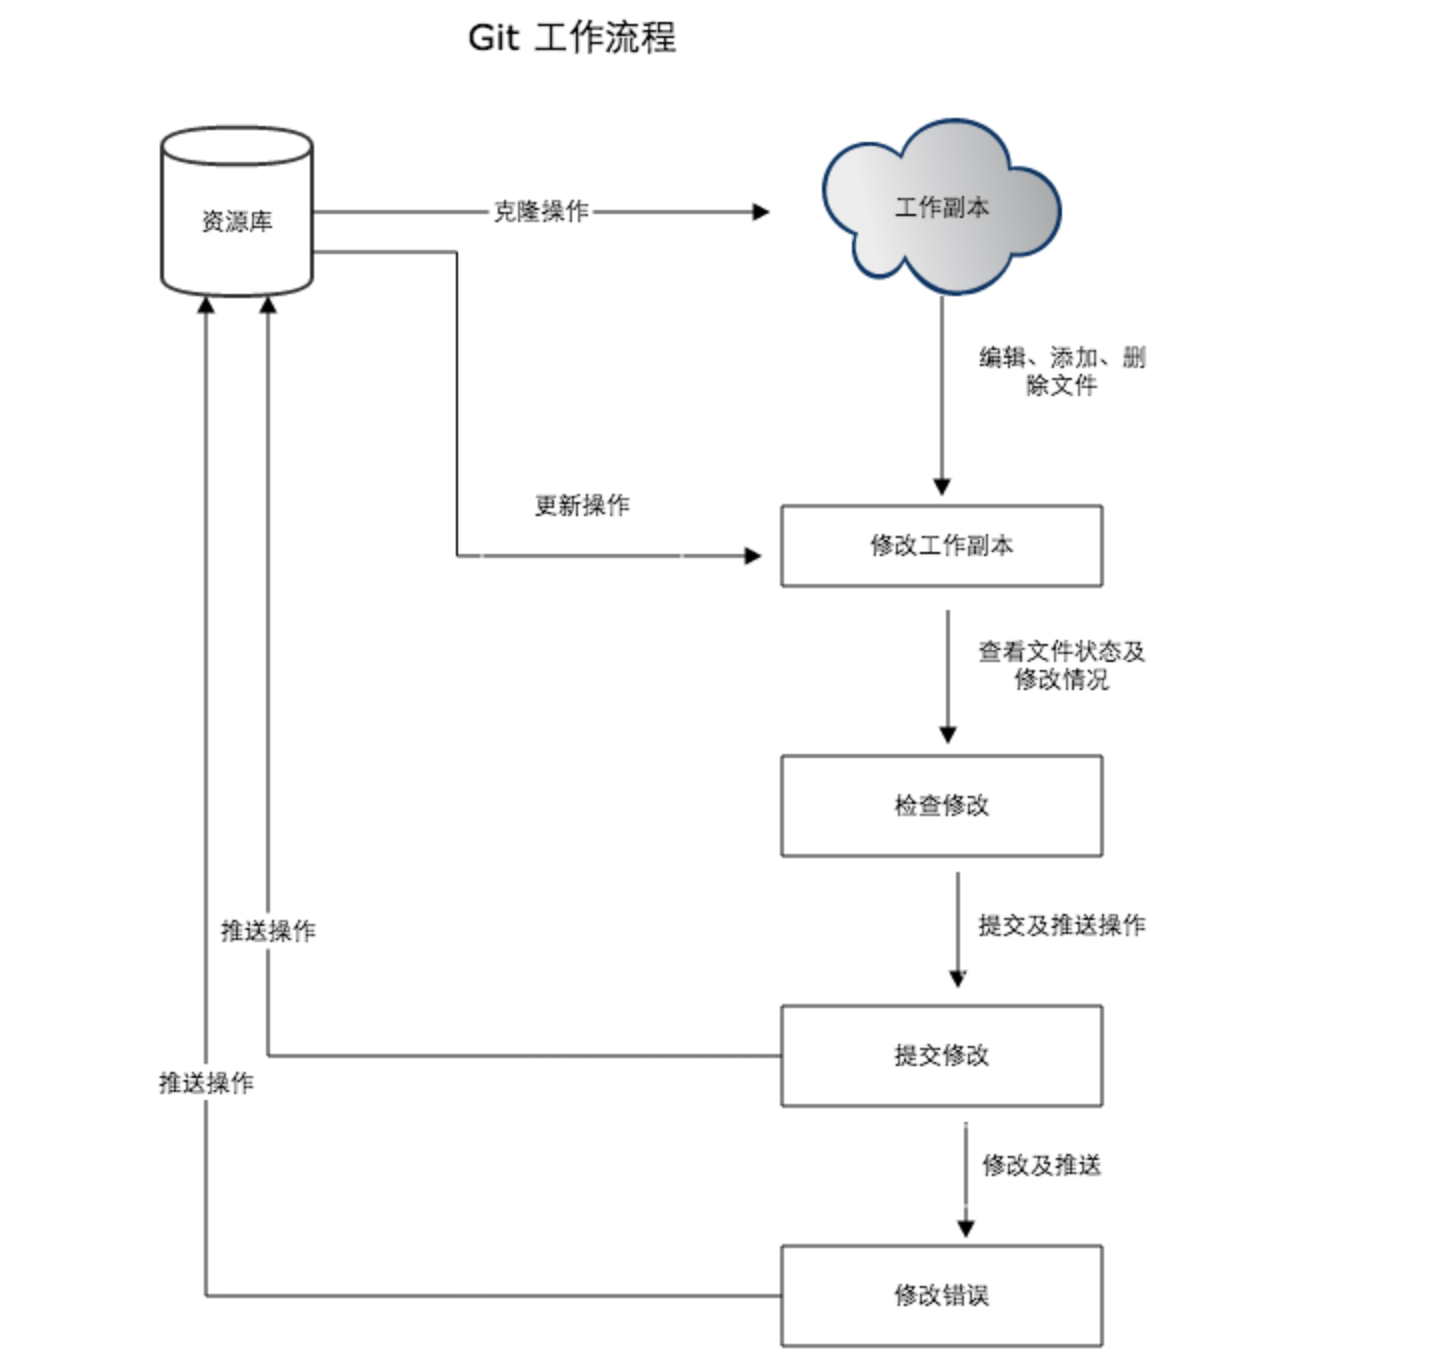 Git 工作流程
资源库
克隆操作
工作副本
编辑、添加、删
除文件
更新操作
修改工作副本
查看文件状态及
修改情况
检查修改
推送操作
提交及推送操作
提交修改
推送操作
修改及推送
修改错误